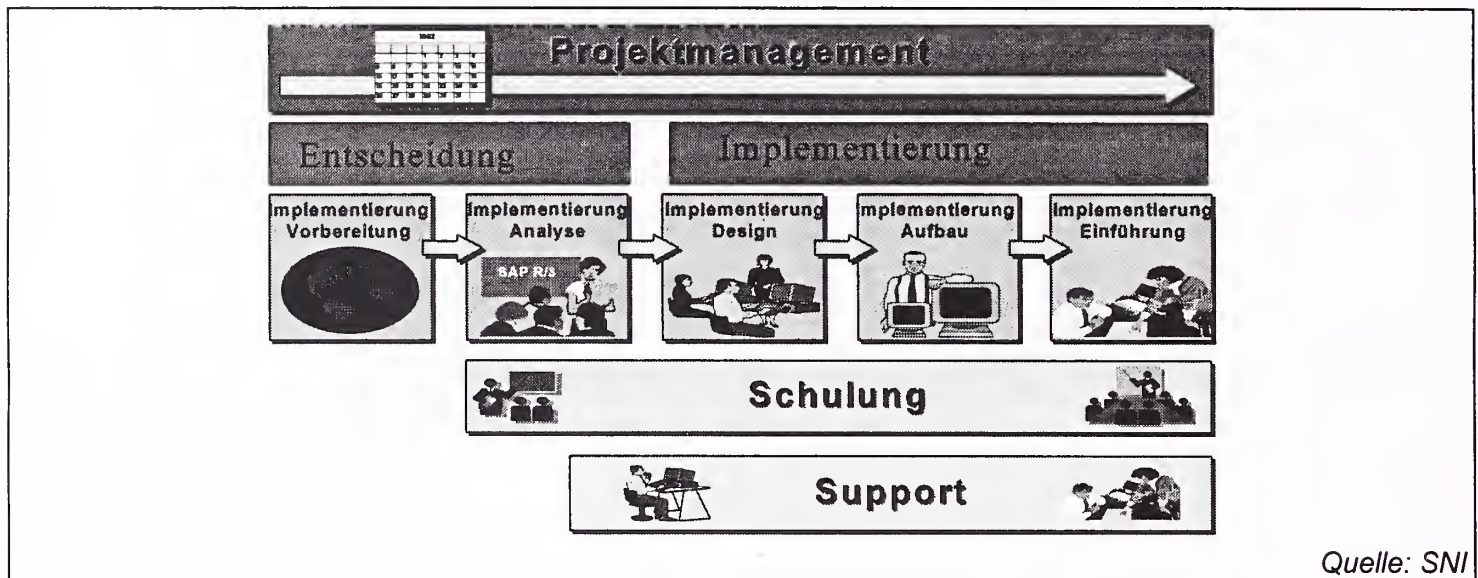 Projektmanagement
Entscheidung
Implementierung
Implementierung
Vorbereitung
Implementierung
Analyse
SAP R/3
Implementierung
Design
Implementierung
Aufbau
Implementierung
Einführung
Schulung
Support
Quelle: SNI